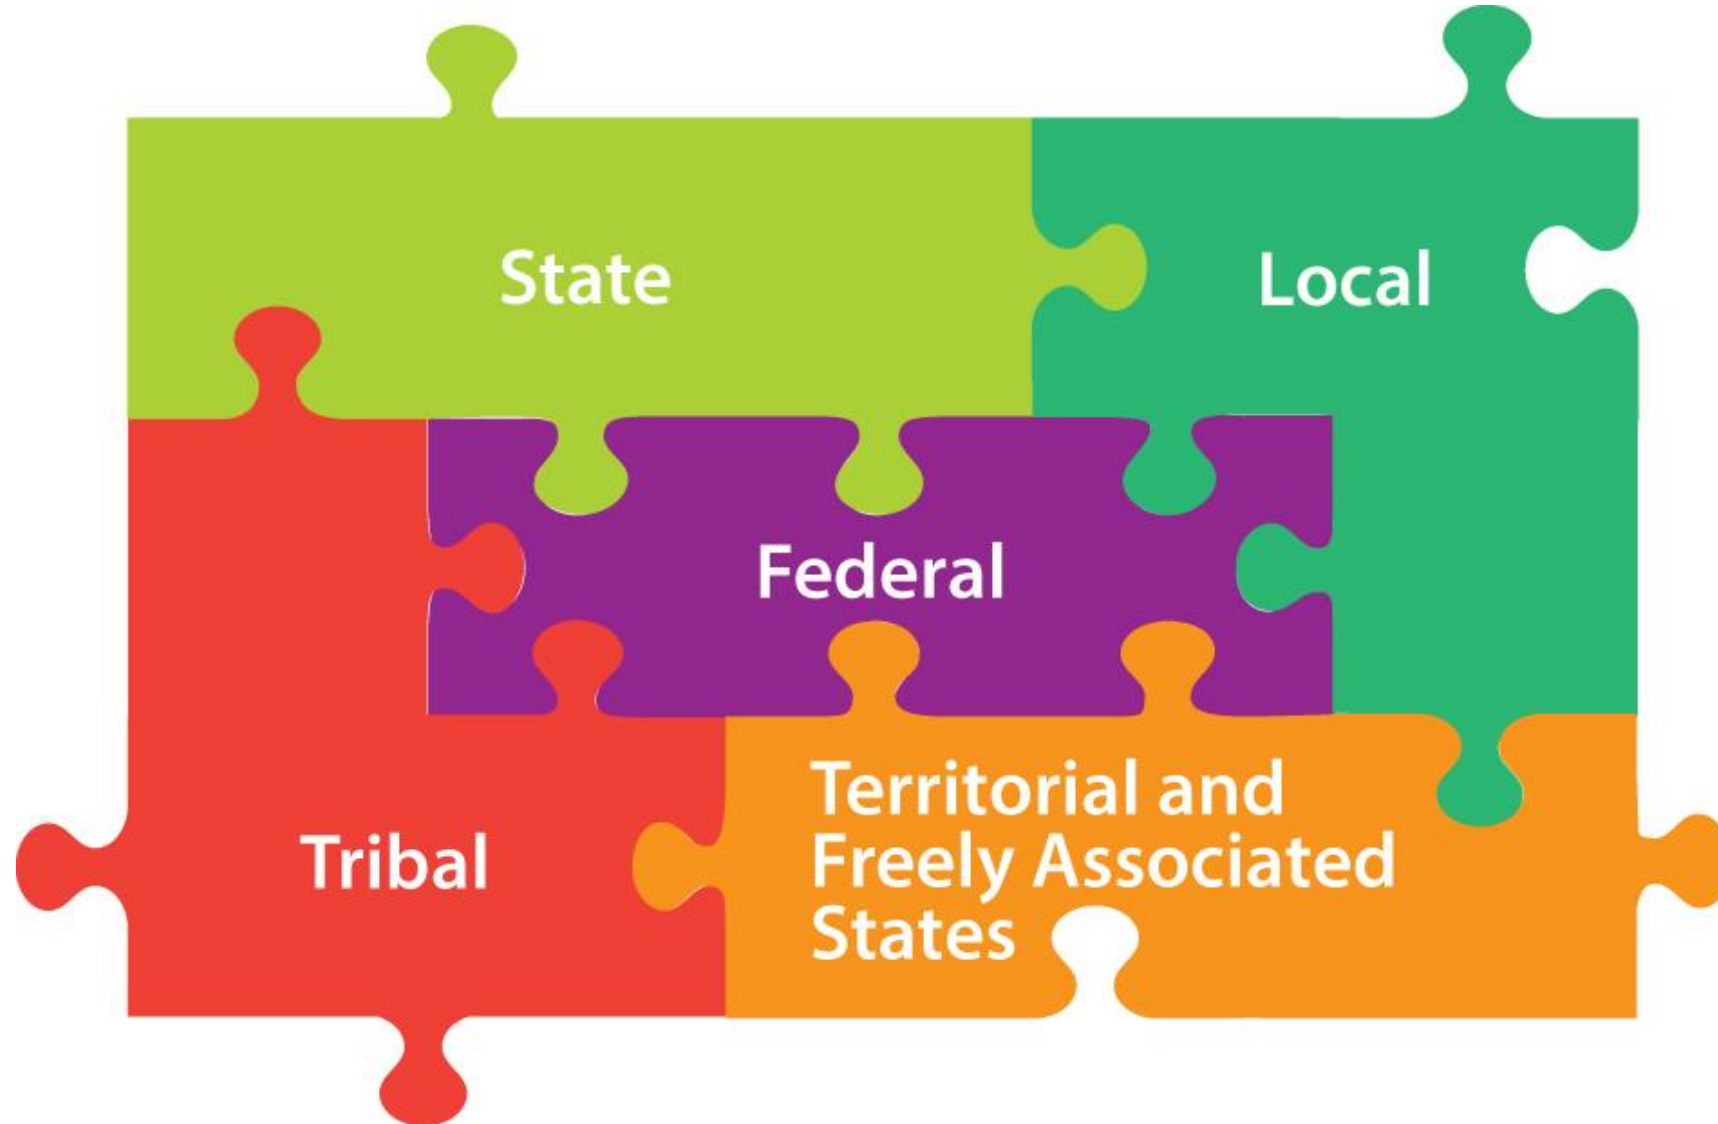 State
Local
Federal
Tribal
Territorial and
Freely Associated
States